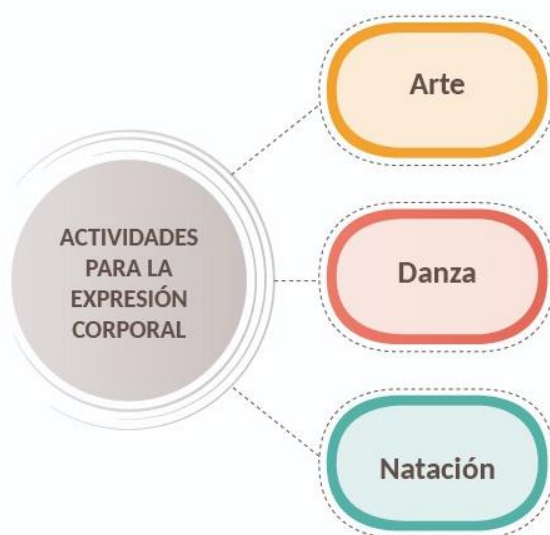 ACTIVIDADES
PARA LA
EXPRESIÓN
CORPORAL
Arte
Danza
Natación